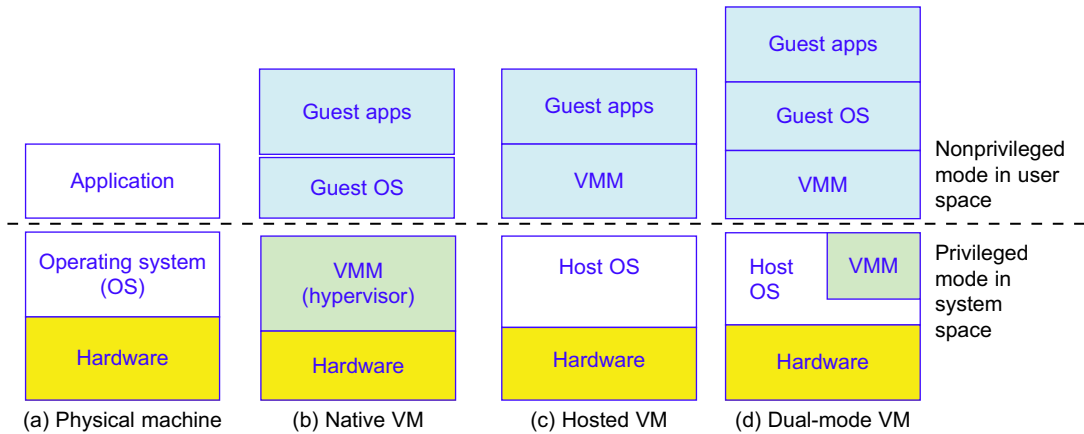 Application
Operating system
(OS)
Hardware
(a) Physical machine
Guest apps
Guest OS
VMM
(hypervisor)
Hardware
(b) Native VM
Guest apps
VMM
Host OS
Hardware
(c) Hosted VM
Guest apps
Guest OS
VMM
Host
OS
VMM
Hardware
(d) Dual-mode VM
Nonprivileged
mode in user
space
Privileged
mode in
system
space